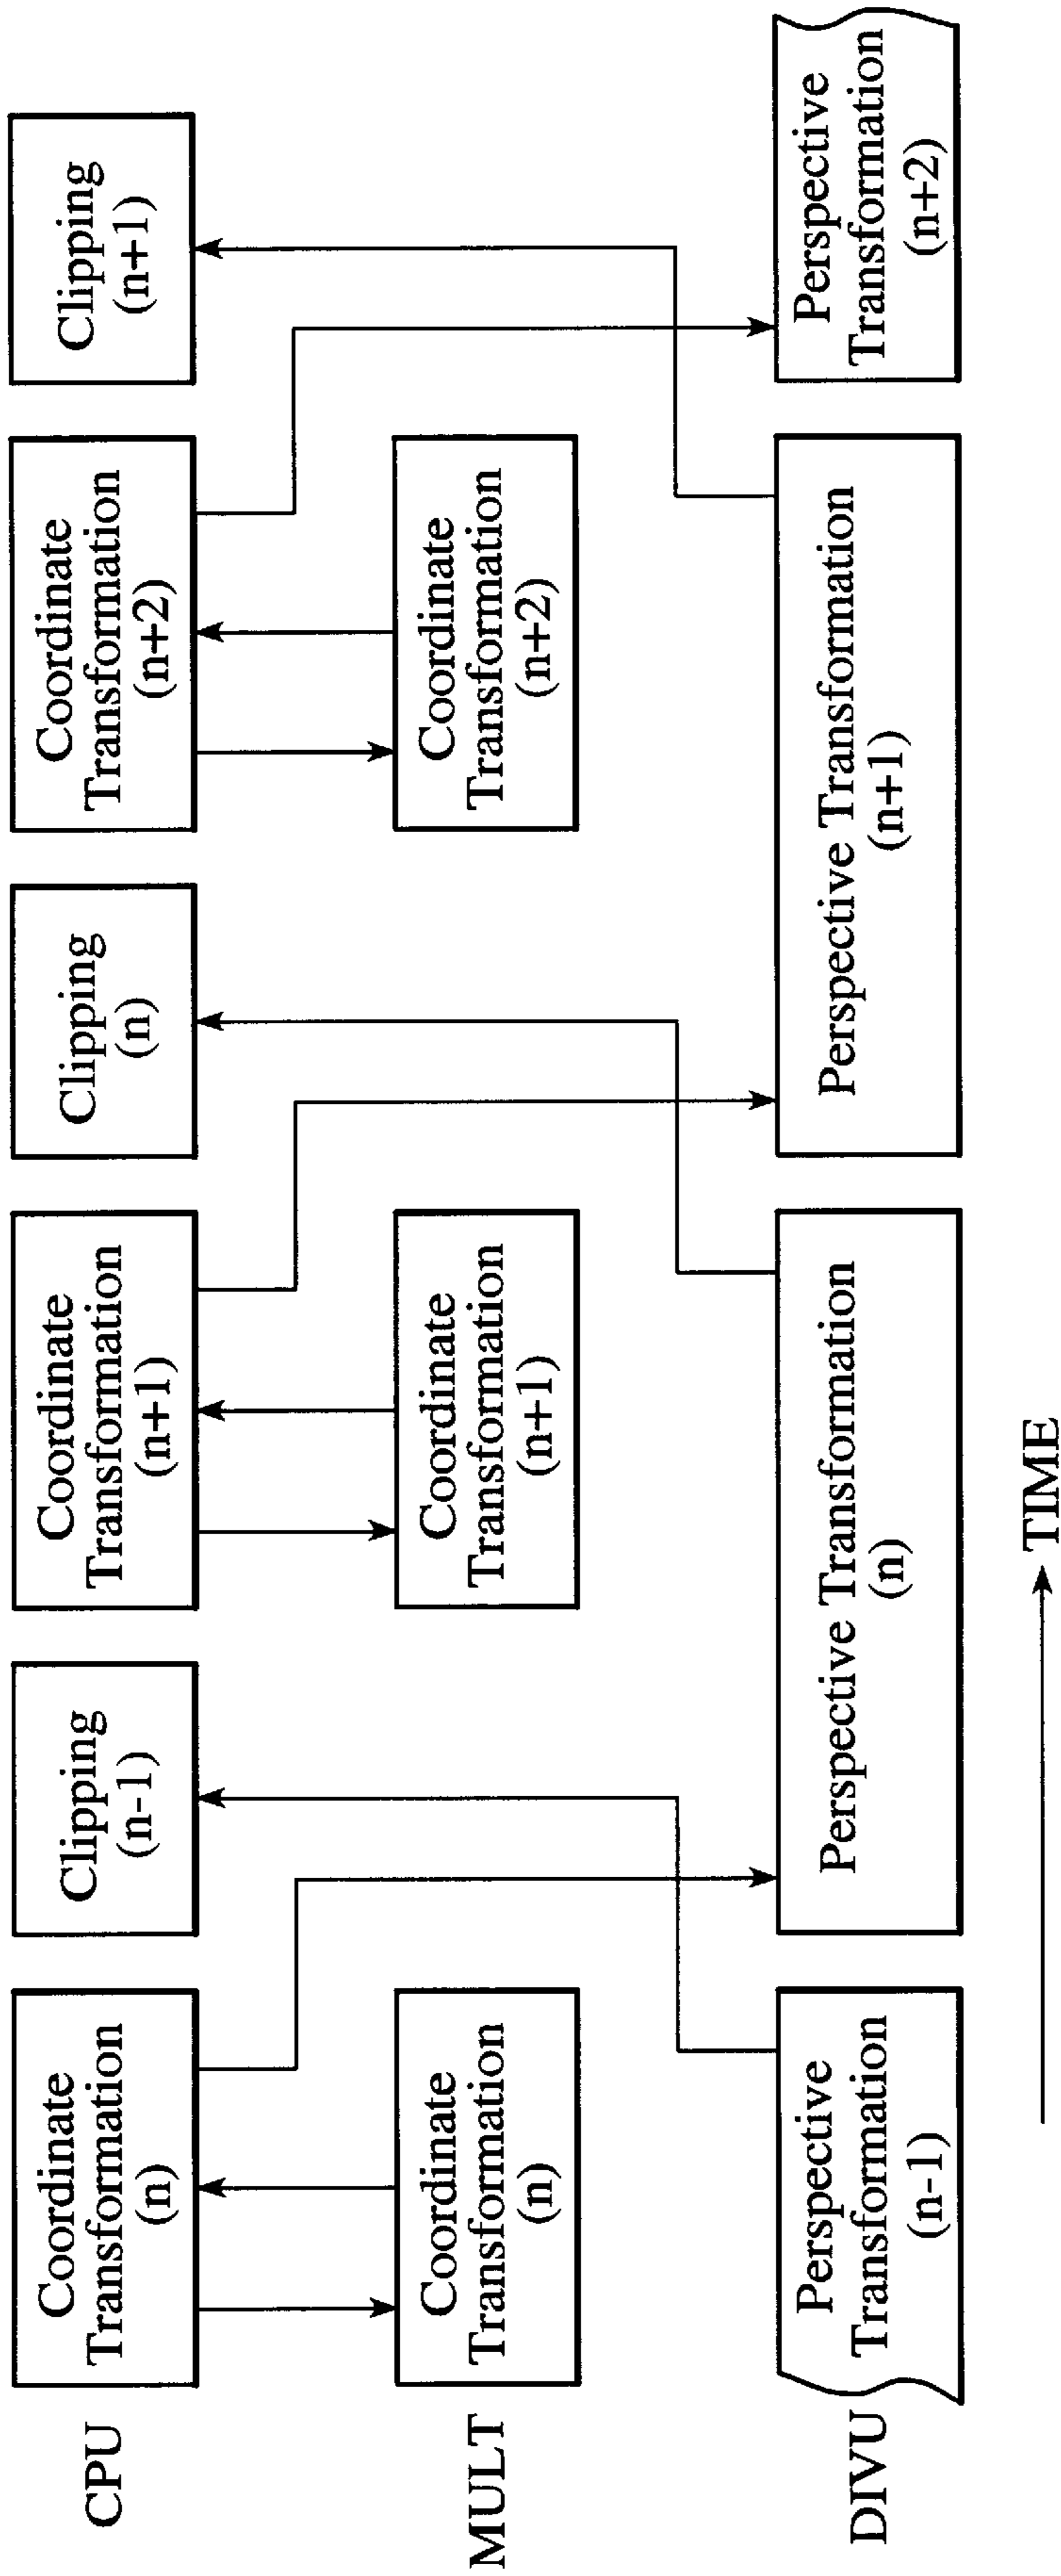 CPU
Coordinate
Transformation
(n)
Clipping
(n-1)
Coordinate
Transformation
(n+1)
Clipping
(n)
Coordinate
Transformation
(n+2)
Clipping
(n+1)
MULT
Coordinate
Transformation
(n)
Coordinate
Transformation
(n+1)
Coordinate
Transformation
(n+2)
DIVU
Perspective
Transformation
(n-1)
Perspective Transformation
(n)
Perspective Transformation
(n+1)
Perspective
Transformation
(n+2)
TIME